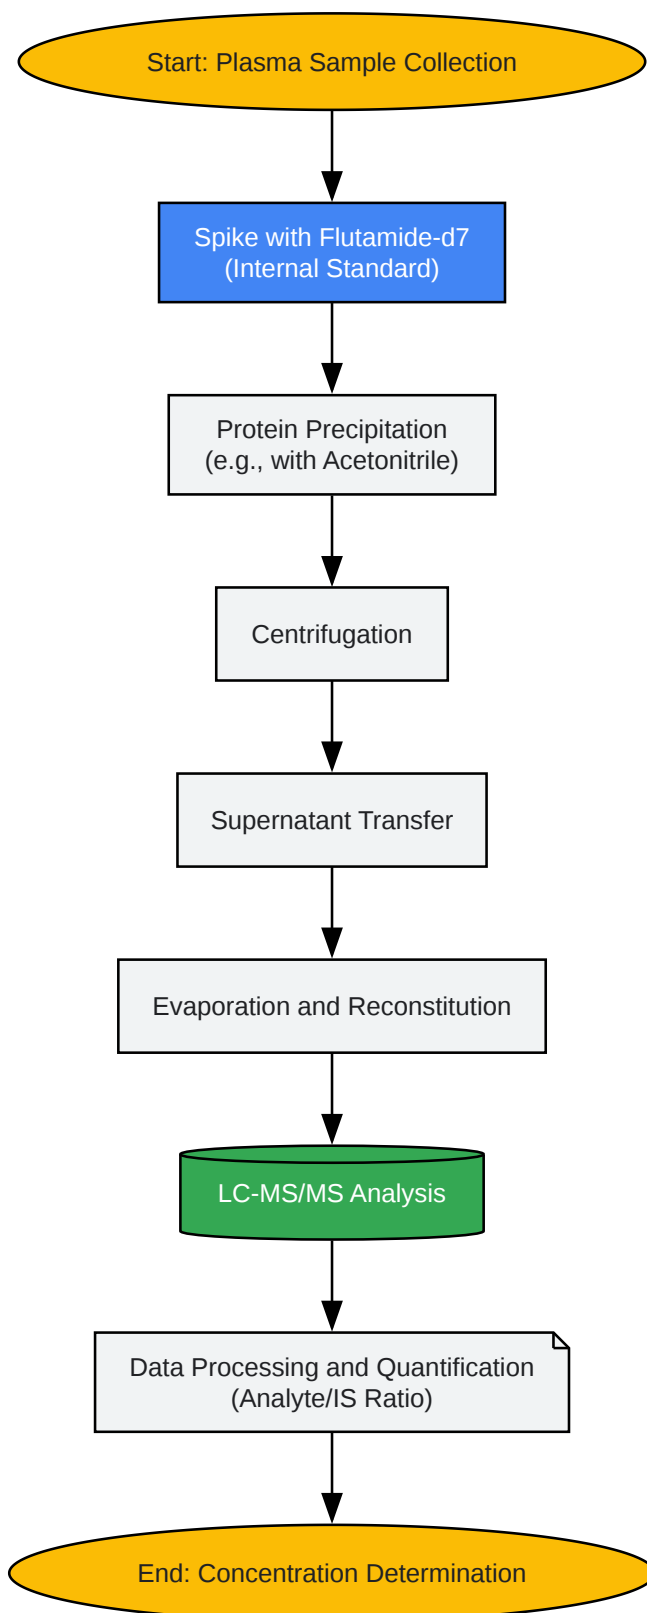 Start: Plasma Sample Collection
Spike with Flutamide-d7
(Internal Standard)
Protein Precipitation
(e.g., with Acetonitrile)
Centrifugation
Supernatant Transfer
Evaporation and Reconstitution
LC-MS/MS Analysis
Data Processing and Quantification
(Analyte/IS Ratio)
End: Concentration Determination